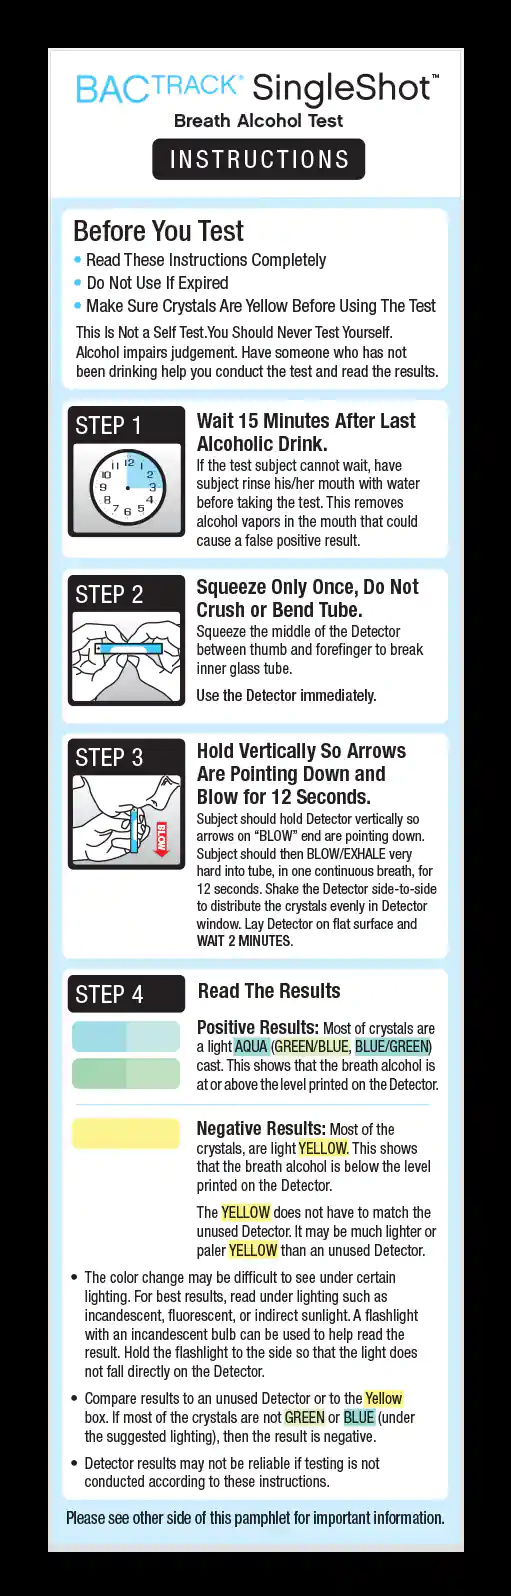 BACTRACK® SingleShot™
Breath Alcohol Test
INSTRUCTIONS
Before You Test
• Read These Instructions Completely
• Do Not Use If Expired
• Make Sure Crystals Are Yellow Before Using The Test
This Is Not a Self Test.You Should Never Test Yourself.
Alcohol impairs judgement. Have someone who has not
been drinking help you conduct the test and read the results.
STEP 1
12 1 2 3 4 5 6 7 8 9 10 11
Wait 15 Minutes After Last
Alcoholic Drink.
If the test subject cannot wait, have
subject rinse his/her mouth with water
before taking the test. This removes
alcohol vapors in the mouth that could
cause a false positive result.
STEP 2
Squeeze Only Once, Do Not
Crush or Bend Tube.
Squeeze the middle of the Detector
between thumb and forefinger to break
inner glass tube.
Use the Detector immediately.
STEP 3
BLOW
Hold Vertically So Arrows
Are Pointing Down and
Blow for 12 Seconds.
Subject should hold Detector vertically so
arrows on “BLOW” end are pointing down.
Subject should then BLOW/EXHALE very
hard into tube, in one continuous breath, for
12 seconds. Shake the Detector side-to-side
to distribute the crystals evenly in Detector
window. Lay Detector on flat surface and
WAIT 2 MINUTES.
STEP 4
Read The Results
Positive Results: Most of crystals are
a light AQUA (GREEN/BLUE, BLUE/GREEN)
cast. This shows that the breath alcohol is
at or above the level printed on the Detector.
Negative Results: Most of the
crystals, are light YELLOW. This shows
that the breath alcohol is below the level
printed on the Detector.
The YELLOW does not have to match the
unused Detector. It may be much lighter or
paler YELLOW than an unused Detector.
• The color change may be difficult to see under certain
lighting. For best results, read under lighting such as
incandescent, fluorescent, or indirect sunlight. A flashlight
with an incandescent bulb can be used to help read the
result. Hold the flashlight to the side so that the light does
not fall directly on the Detector.
• Compare results to an unused Detector or to the Yellow
box. If most of the crystals are not GREEN or BLUE (under
the suggested lighting), then the result is negative.
• Detector results may not be reliable if testing is not
conducted according to these instructions.
Please see other side of this pamphlet for important information.